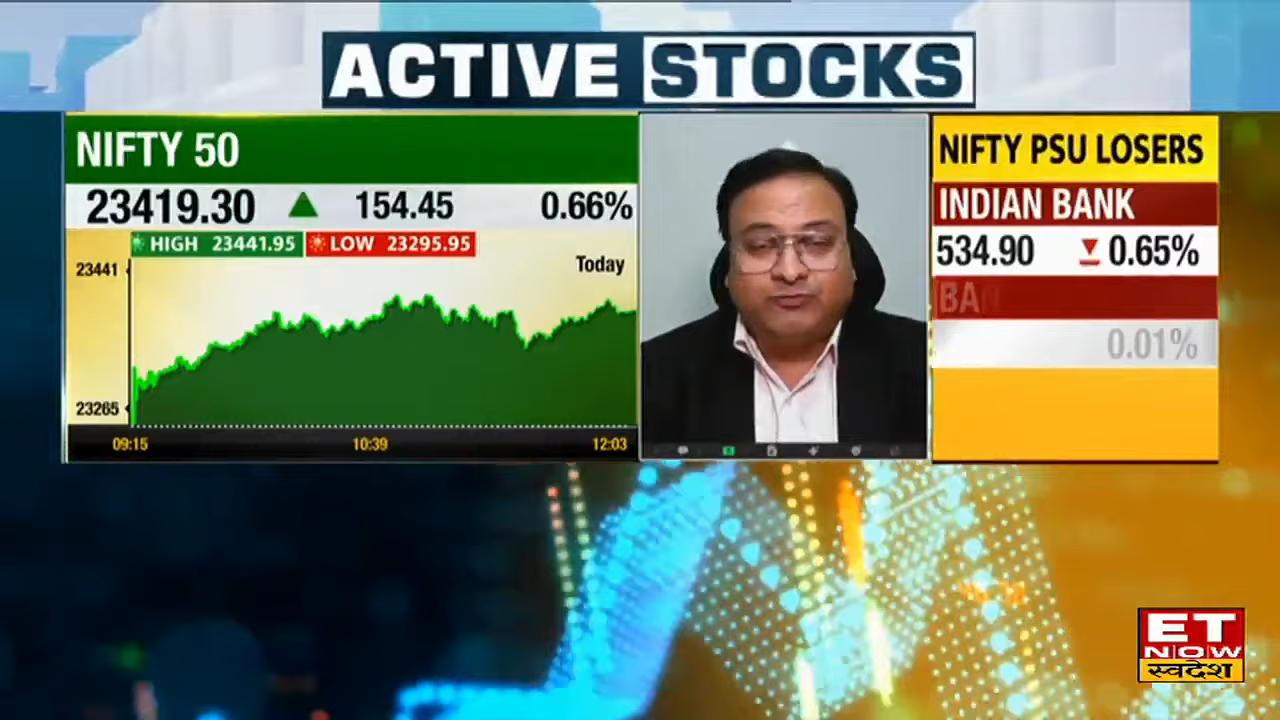 ACTIVE STOCKS
NIFTY 50
23419.30 154.45 0.66%
HIGH 23441.95 LOW 23295.95
Today
23441
23265
09:15 10:39 12:03
NIFTY PSU LOSERS
INDIAN BANK
534.90 0.65%
BA
0.01%
ET
NOW
स्वदेश